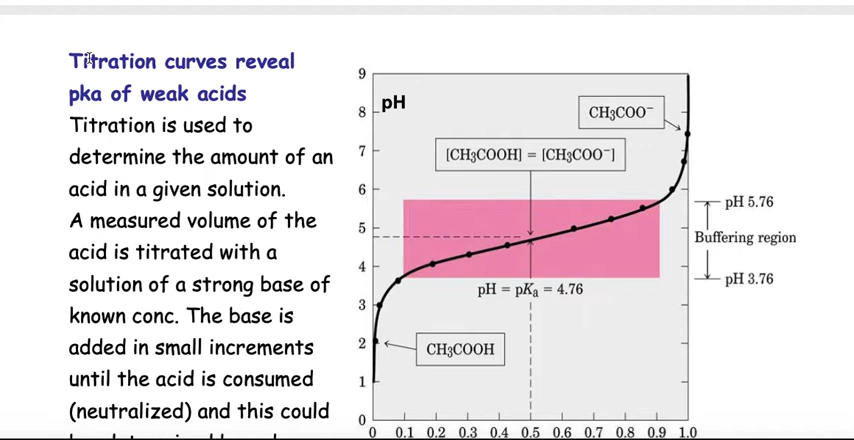 Titration curves reveal
pka of weak acids
Titration is used to
determine the amount of an
acid in a given solution.
A measured volume of the
acid is titrated with a
solution of a strong base of
known conc. The base is
added in small increments
until the acid is consumed
(neutralized) and this could
9
pH
8
CH₃COO⁻
7
[CH₃COOH] = [CH₃COO⁻]
6
pH 5.76
5
Buffering region
4
pH 3.76
pH = pKₐ = 4.76
3
2
CH₃COOH
1
0
0 0.1 0.2 0.3 0.4 0.5 0.6 0.7 0.8 0.9 1.0